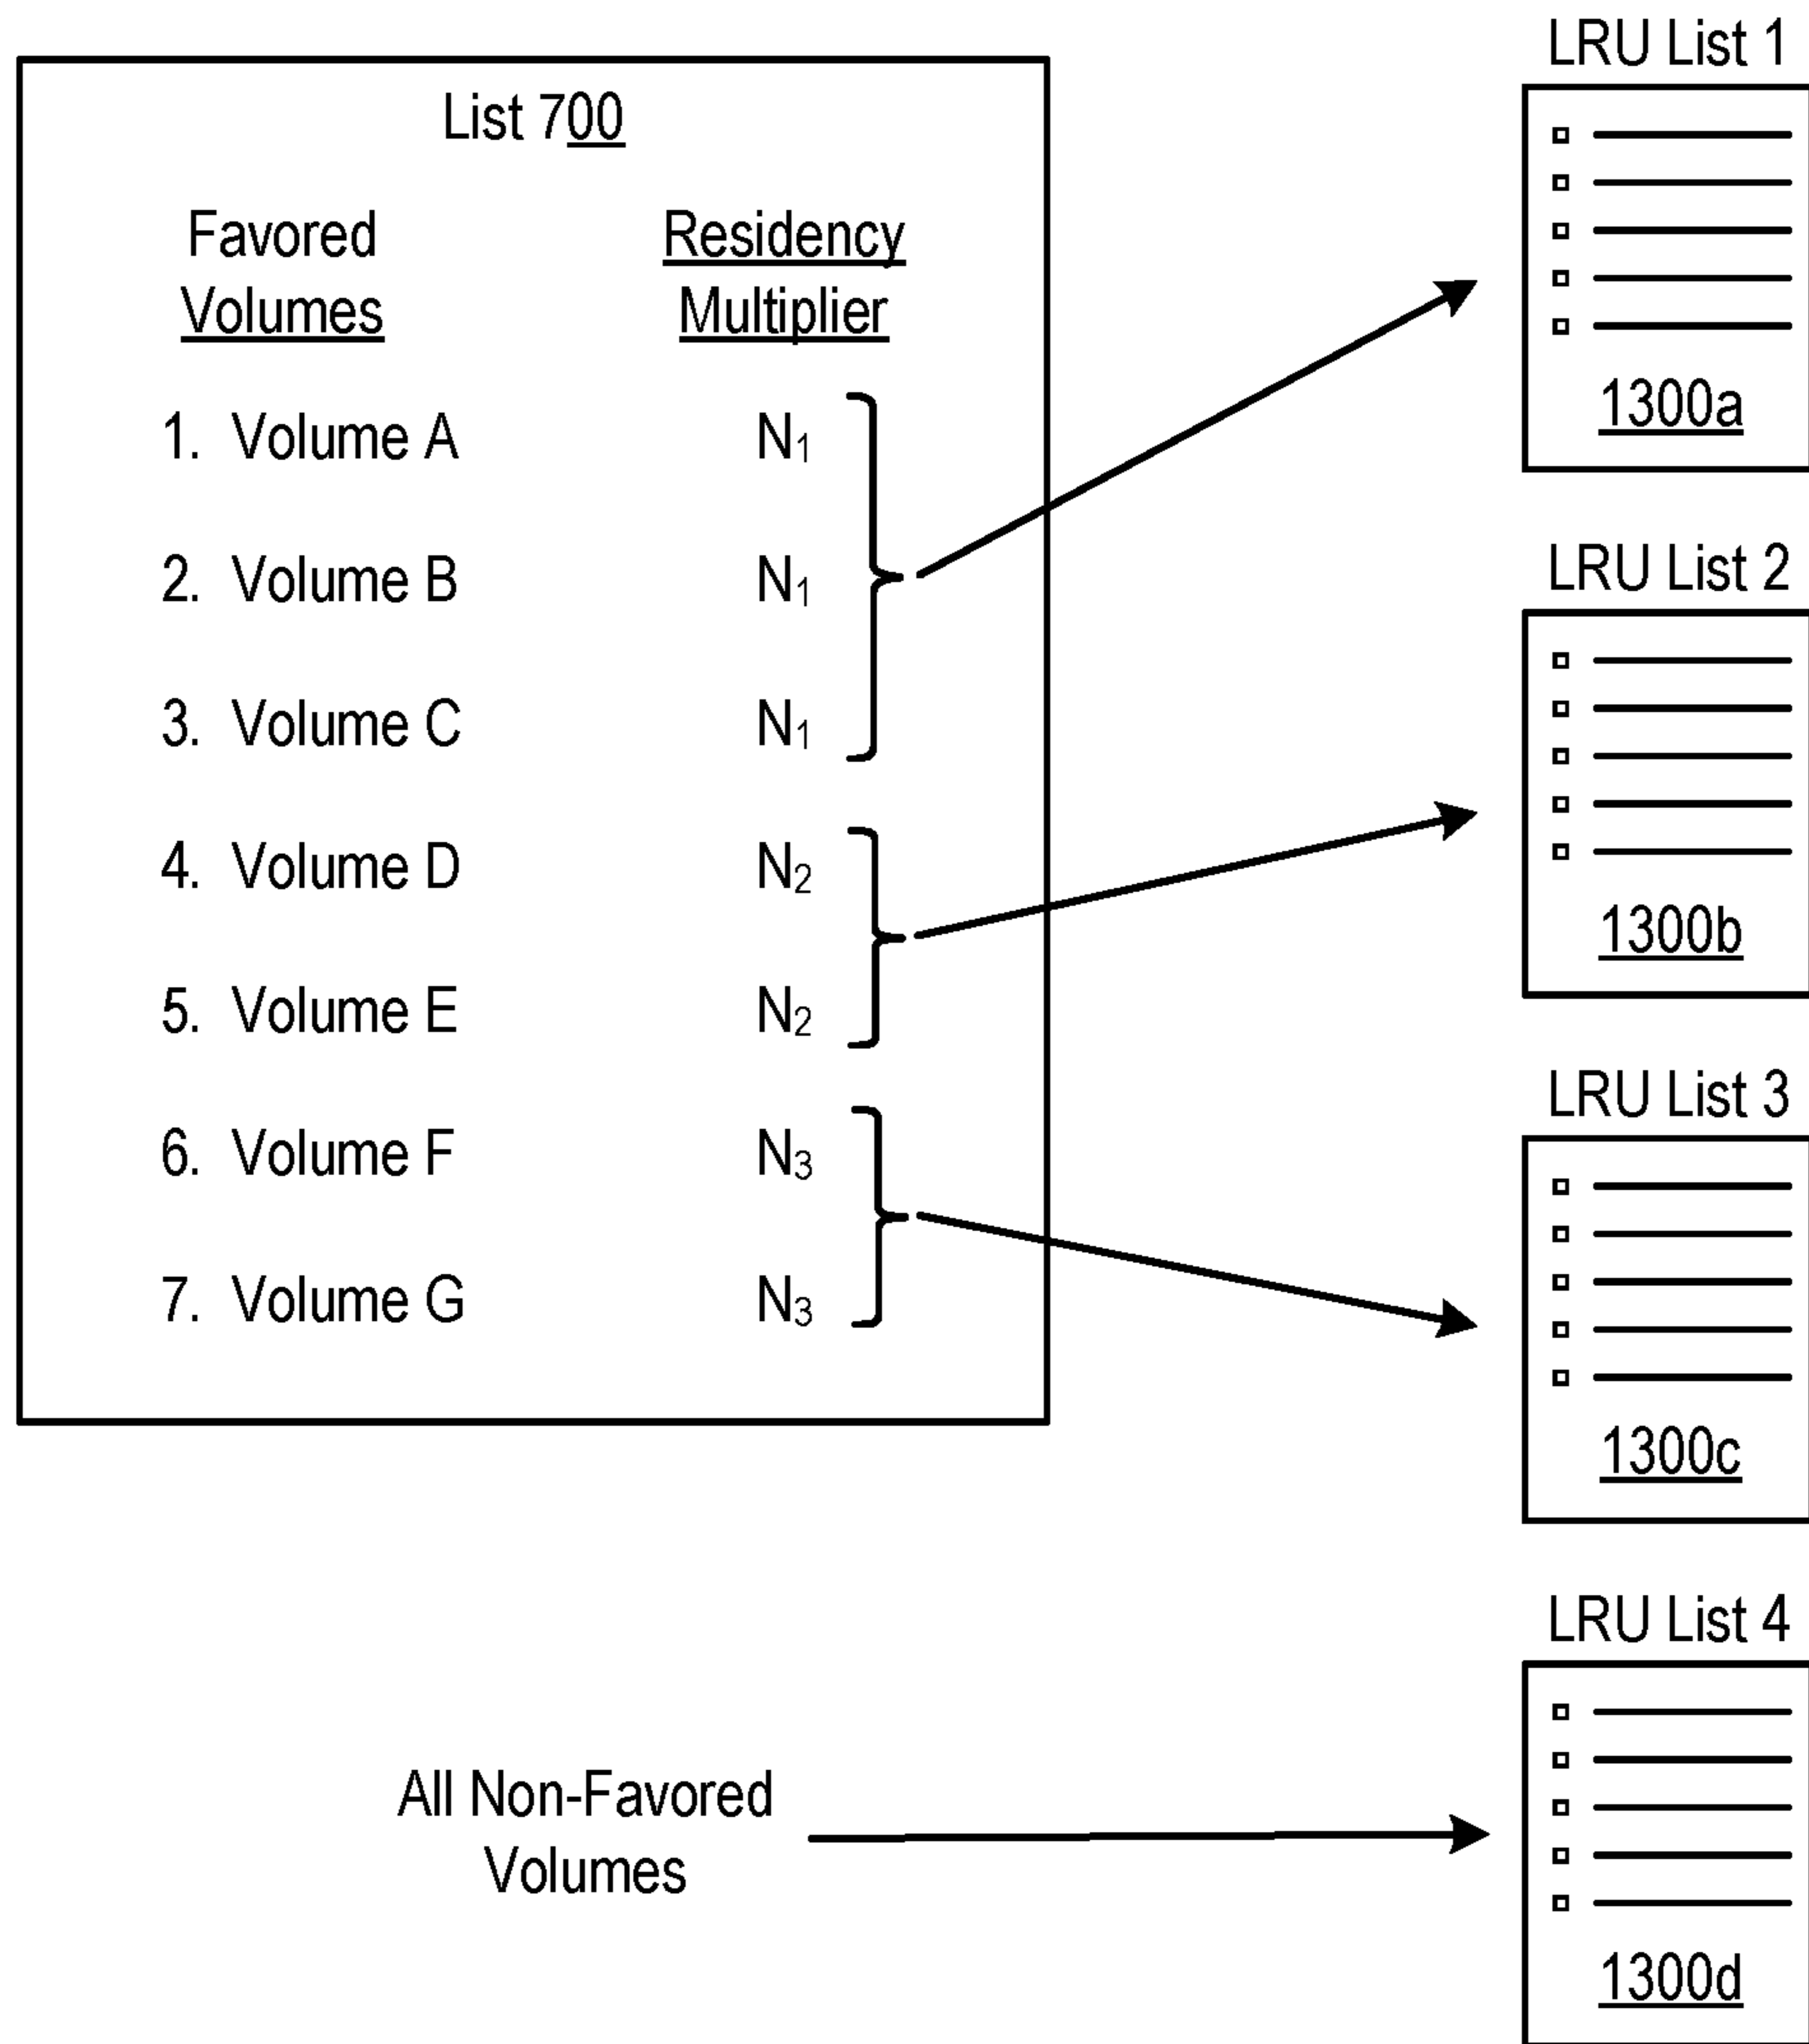 List 700
Favored Residency
Volumes Multiplier
1. Volume A N₁
2. Volume B N₁
3. Volume C N₁
4. Volume D N₂
5. Volume E N₂
6. Volume F N₃
7. Volume G N₃
All Non-Favored
Volumes
LRU List 1
1300a
LRU List 2
1300b
LRU List 3
1300c
LRU List 4
1300d